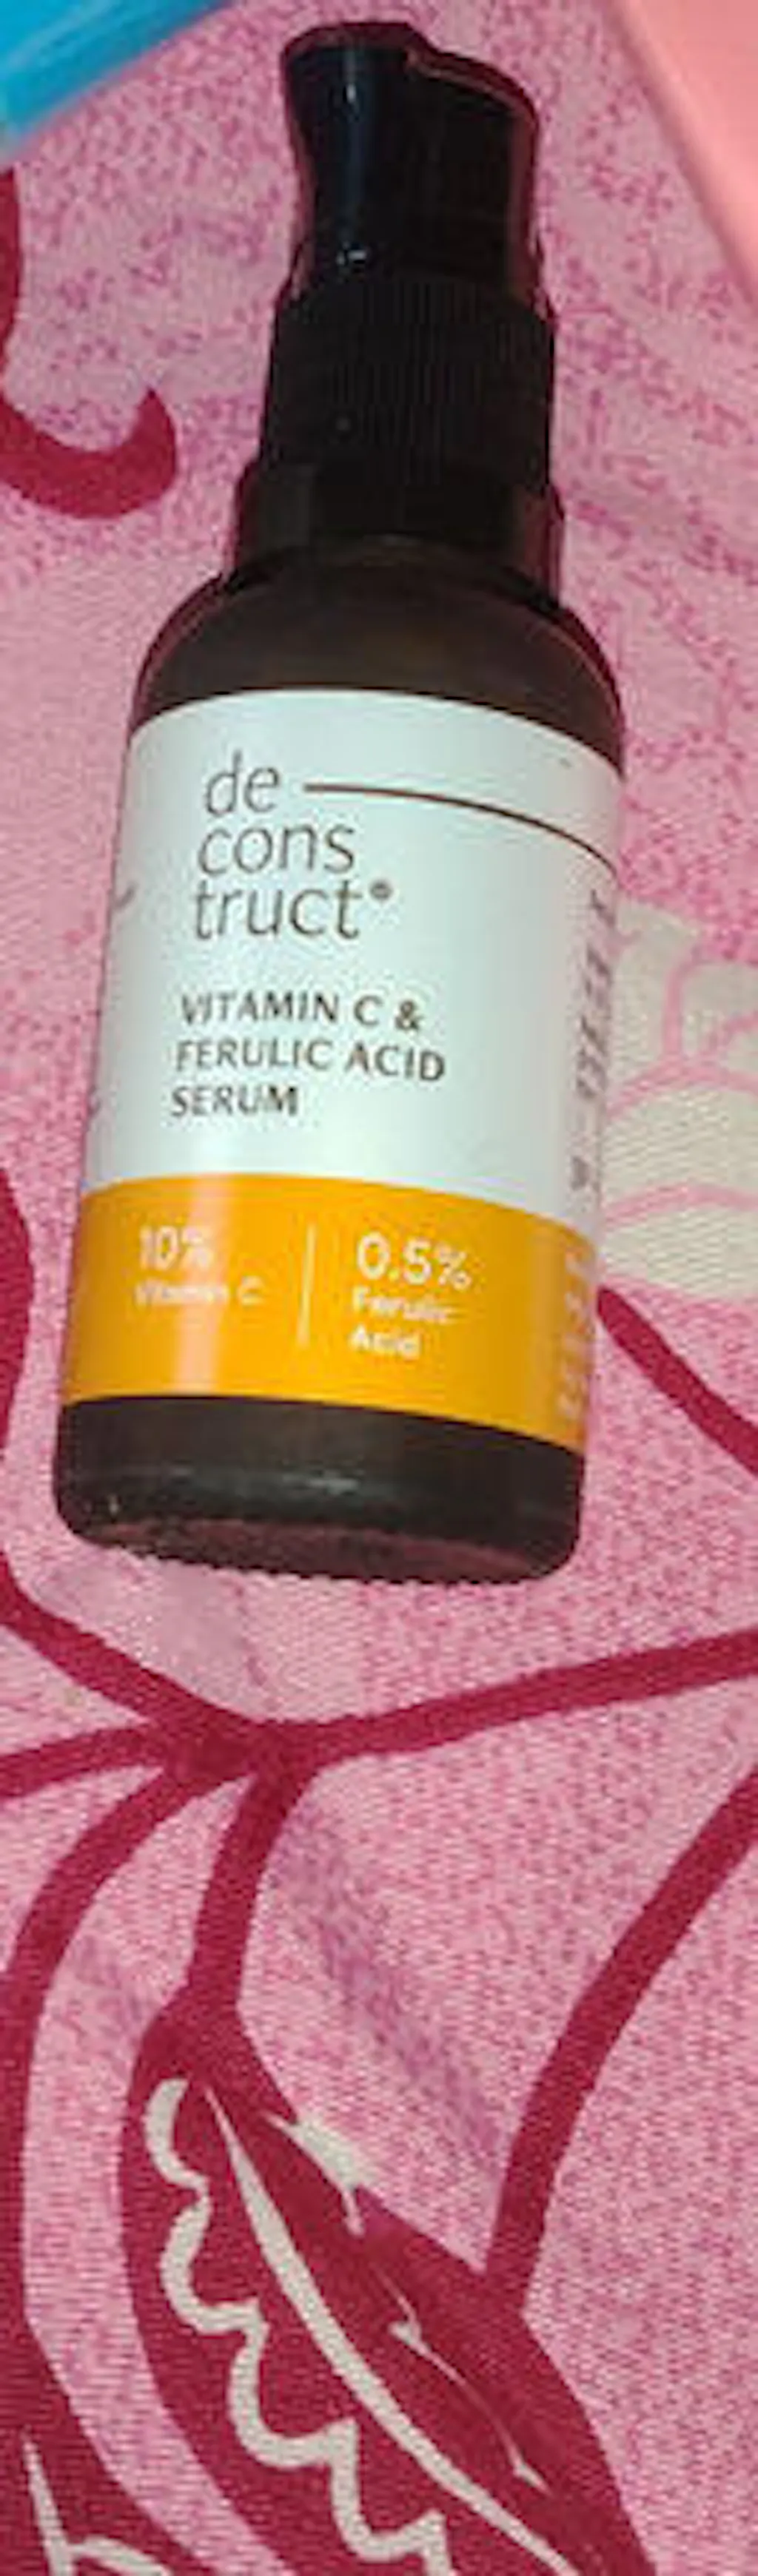 de
cons
truct®
VITAMIN C &
FERULIC ACID
SERUM
10%
Vitamin C
0.5%
Ferulic
Acid